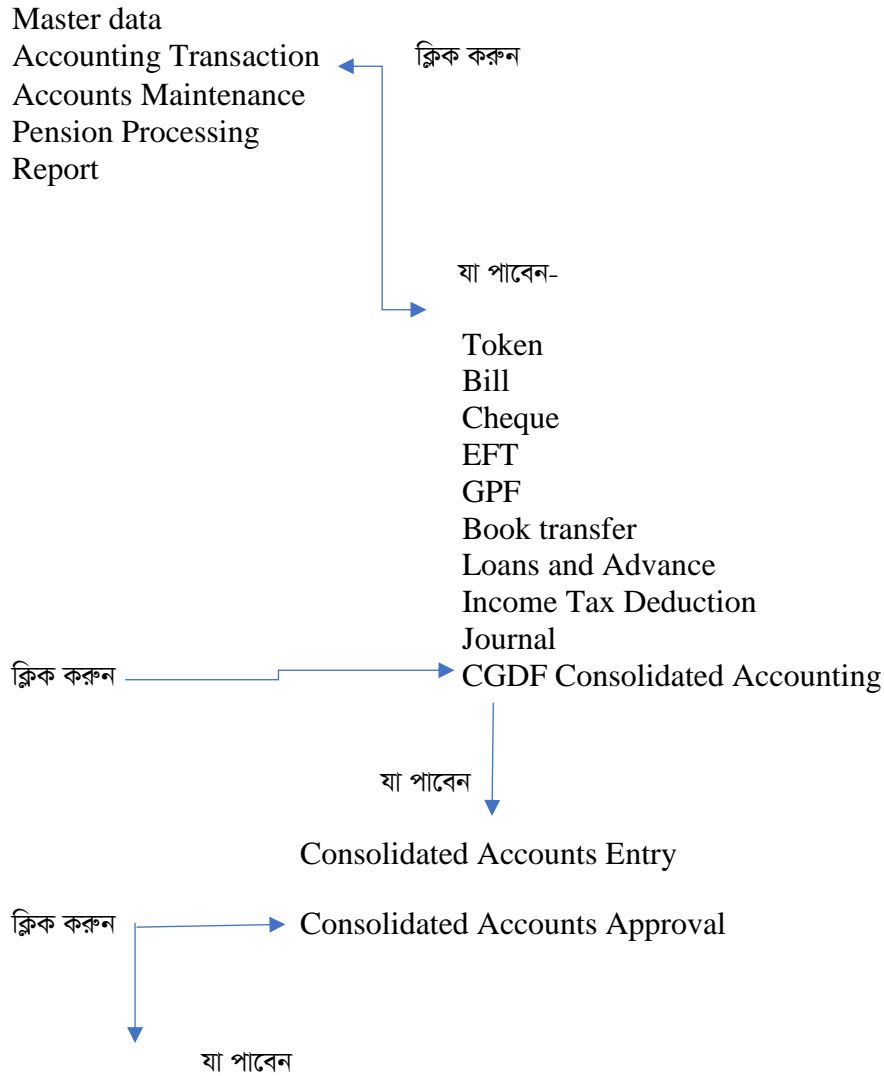 Master data
Accounting Transaction ক্লিক করুন
Accounts Maintenance
Pension Processing
Report
যা পাবেন-
Token
Bill
Cheque
EFT
GPF
Book transfer
Loans and Advance
Income Tax Deduction
Journal
ক্লিক করুন CGDF Consolidated Accounting
যা পাবেন
Consolidated Accounts Entry
ক্লিক করুন Consolidated Accounts Approval
যা পাবেন